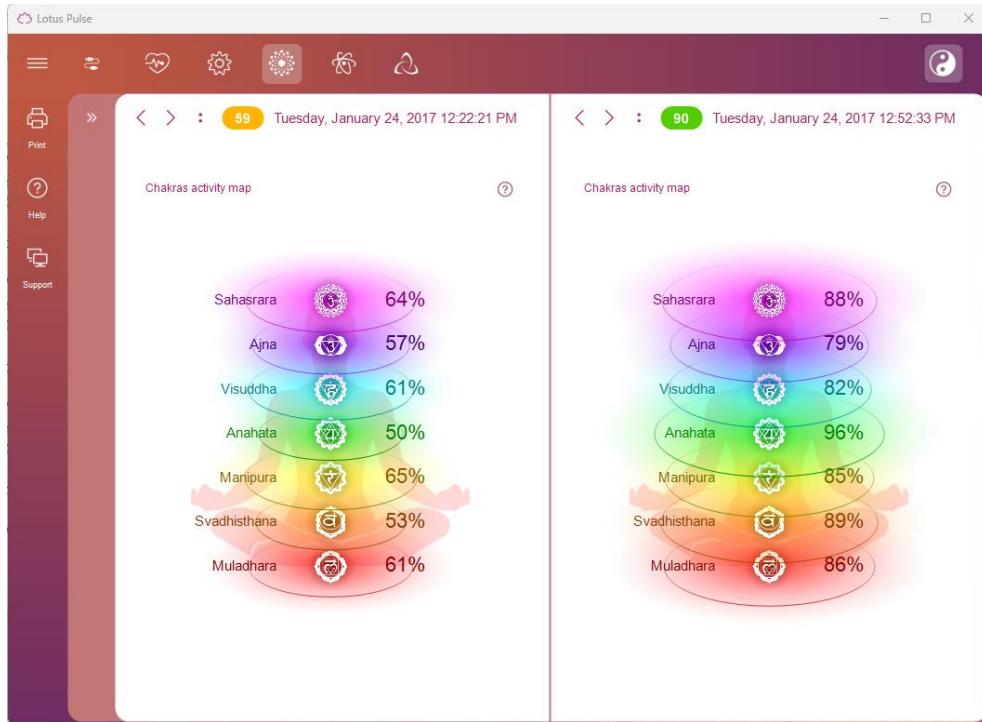 Lotus Pulse
Print
Help
Support
59 Tuesday, January 24, 2017 12:22:21 PM
Chakras activity map
Sahasrara 64%
Ajna 57%
Visuddha 61%
Anahata 50%
Manipura 65%
Svadhisthana 53%
Muladhara 61%
90 Tuesday, January 24, 2017 12:52:33 PM
Chakras activity map
Sahasrara 88%
Ajna 79%
Visuddha 82%
Anahata 96%
Manipura 85%
Svadhisthana 89%
Muladhara 86%